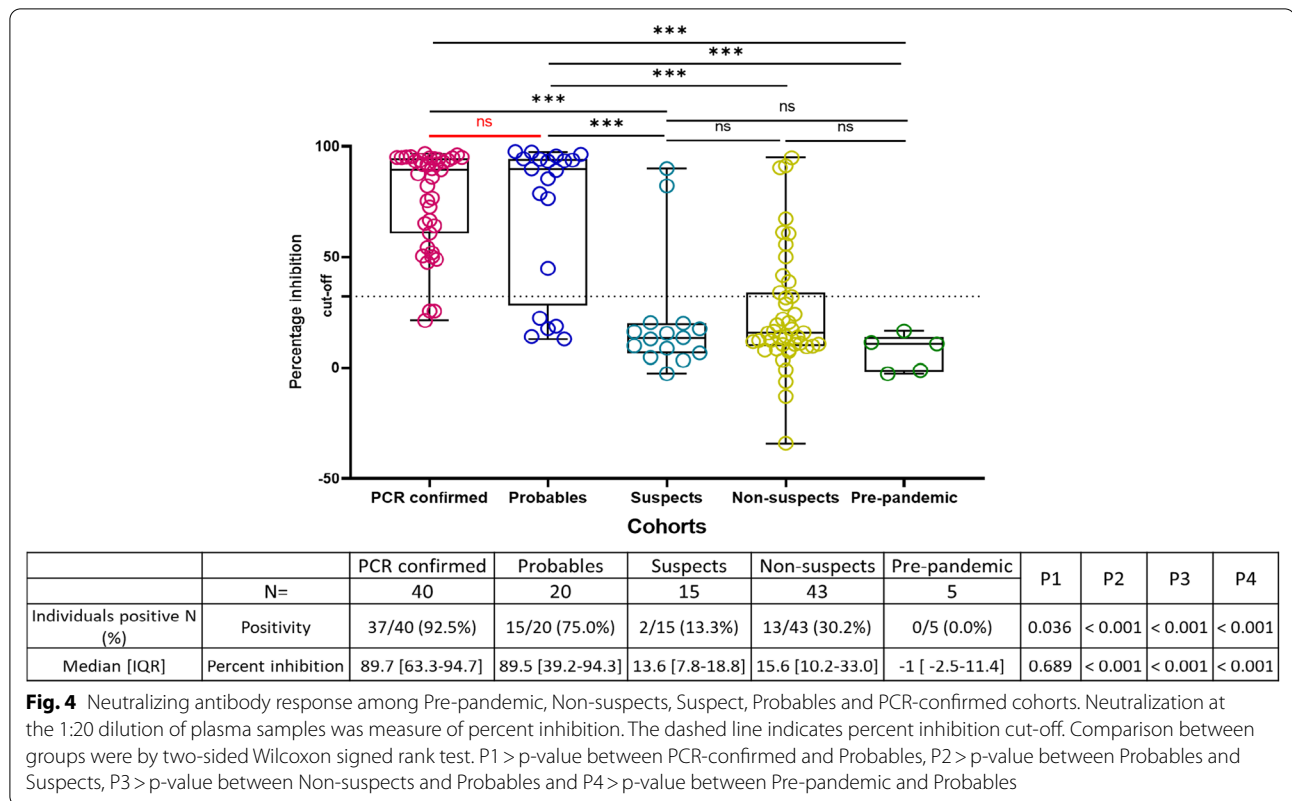 ***
***
***
***
ns
ns
***
ns
ns
100
50
cut-off
0
-50
Percentage inhibition
PCR confirmed Probables Suspects Non-suspects Pre-pandemic
Cohorts
PCR confirmed Probables Suspects Non-suspects Pre-pandemic P1 P2 P3 P4
N= 40 20 15 43 5
Individuals positive N (%) Positivity 37/40 (92.5%) 15/20 (75.0%) 2/15 (13.3%) 13/43 (30.2%) 0/5 (0.0%) 0.036 < 0.001 < 0.001 < 0.001
Median [IQR] Percent inhibition 89.7 [63.3-94.7] 89.5 [39.2-94.3] 13.6 [7.8-18.8] 15.6 [10.2-33.0] -1 [ -2.5-11.4] 0.689 < 0.001 < 0.001 < 0.001
Fig. 4 Neutralizing antibody response among Pre-pandemic, Non-suspects, Suspect, Probables and PCR-confirmed cohorts. Neutralization at
the 1:20 dilution of plasma samples was measure of percent inhibition. The dashed line indicates percent inhibition cut-off. Comparison between
groups were by two-sided Wilcoxon signed rank test. P1 > p-value between PCR-confirmed and Probables, P2 > p-value between Probables and
Suspects, P3 > p-value between Non-suspects and Probables and P4 > p-value between Pre-pandemic and Probables